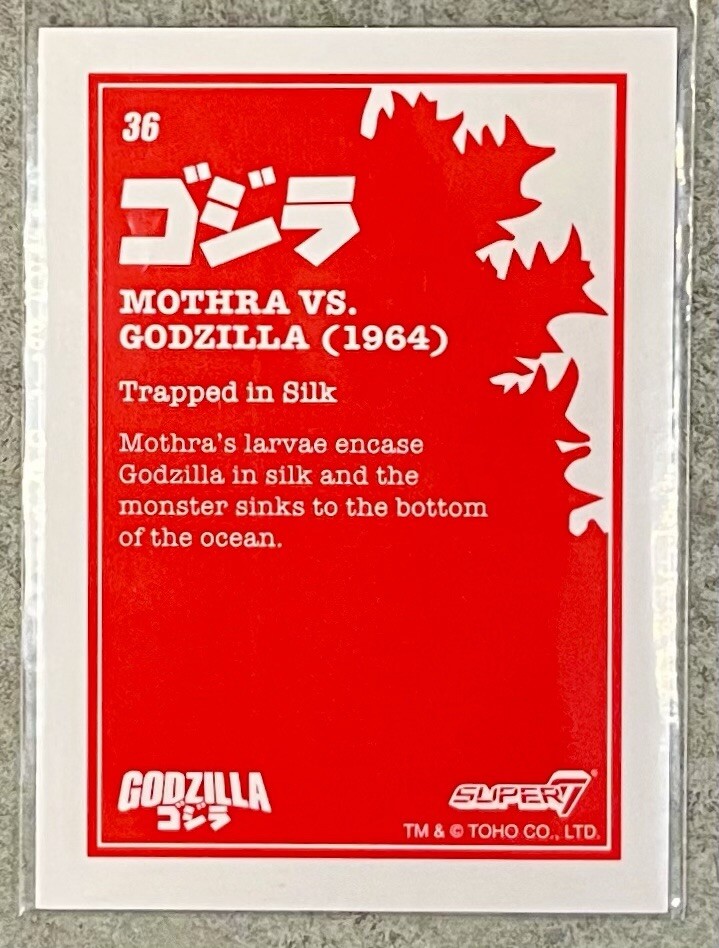 36
ゴジラ
MOTHRA VS.
GODZILLA (1964)
Trapped in Silk
Mothra's larvae encase
Godzilla in silk and the
monster sinks to the bottom
of the ocean.
GODZILLA
ゴジラ
SUPER7®
TM & © TOHO CO., LTD.